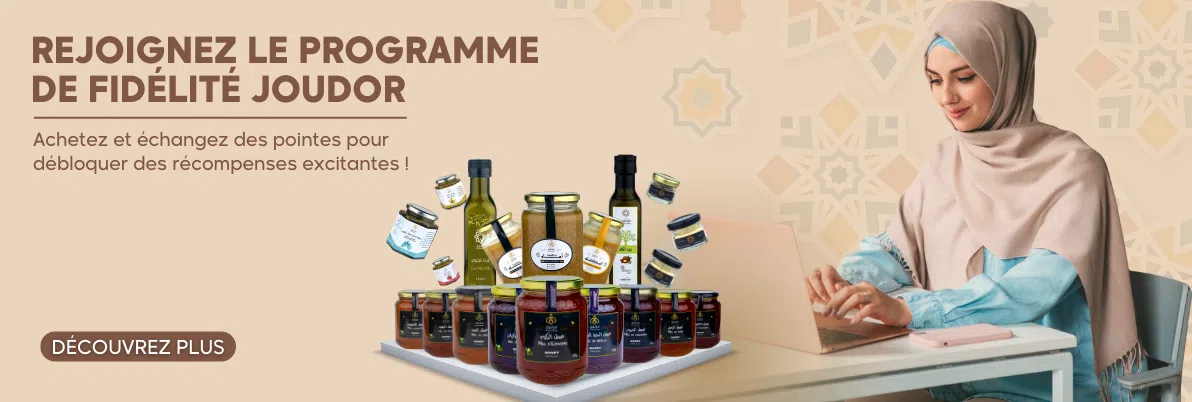 REJOIGNEZ LE PROGRAMME
DE FIDÉLITÉ JOUDOR
Achetez et échangez des pointes pour
débloquer des récompenses excitantes !
DÉCOUVREZ PLUS